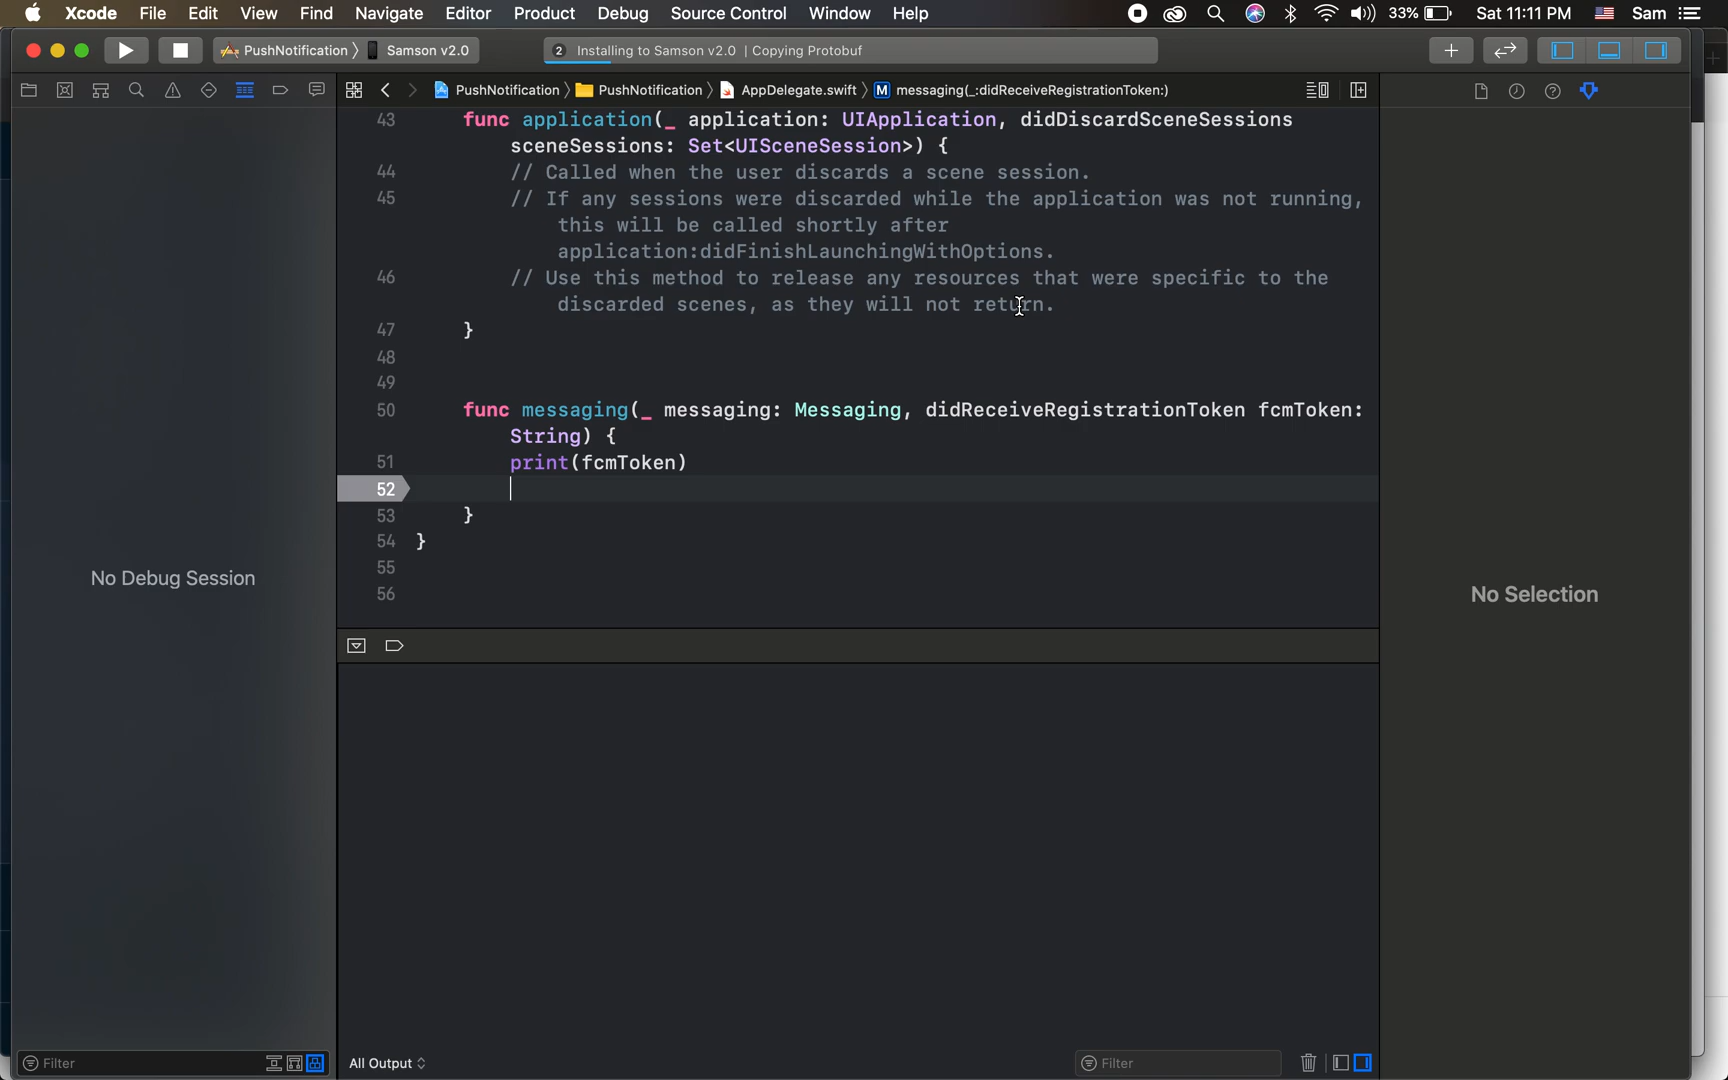 Xcode File Edit View Find Navigate Editor Product Debug Source Control Window Help 33% Sat 11:11 PM Sam
PushNotification Samson v2.0 2 Installing to Samson v2.0 | Copying Protobuf
PushNotification PushNotification AppDelegate.swift M messaging(_:didReceiveRegistrationToken:)
43 func application(_ application: UIApplication, didDiscardSceneSessions
sceneSessions: Set<UISceneSession>) {
44 // Called when the user discards a scene session.
45 // If any sessions were discarded while the application was not running,
this will be called shortly after
application:didFinishLaunchingWithOptions.
46 // Use this method to release any resources that were specific to the
discarded scenes, as they will not return.
47 }
48
49
50 func messaging(_ messaging: Messaging, didReceiveRegistrationToken fcmToken:
String) {
51 print(fcmToken)
52
53 }
54 }
55
56
No Debug Session
No Selection
Filter
All Output
Filter